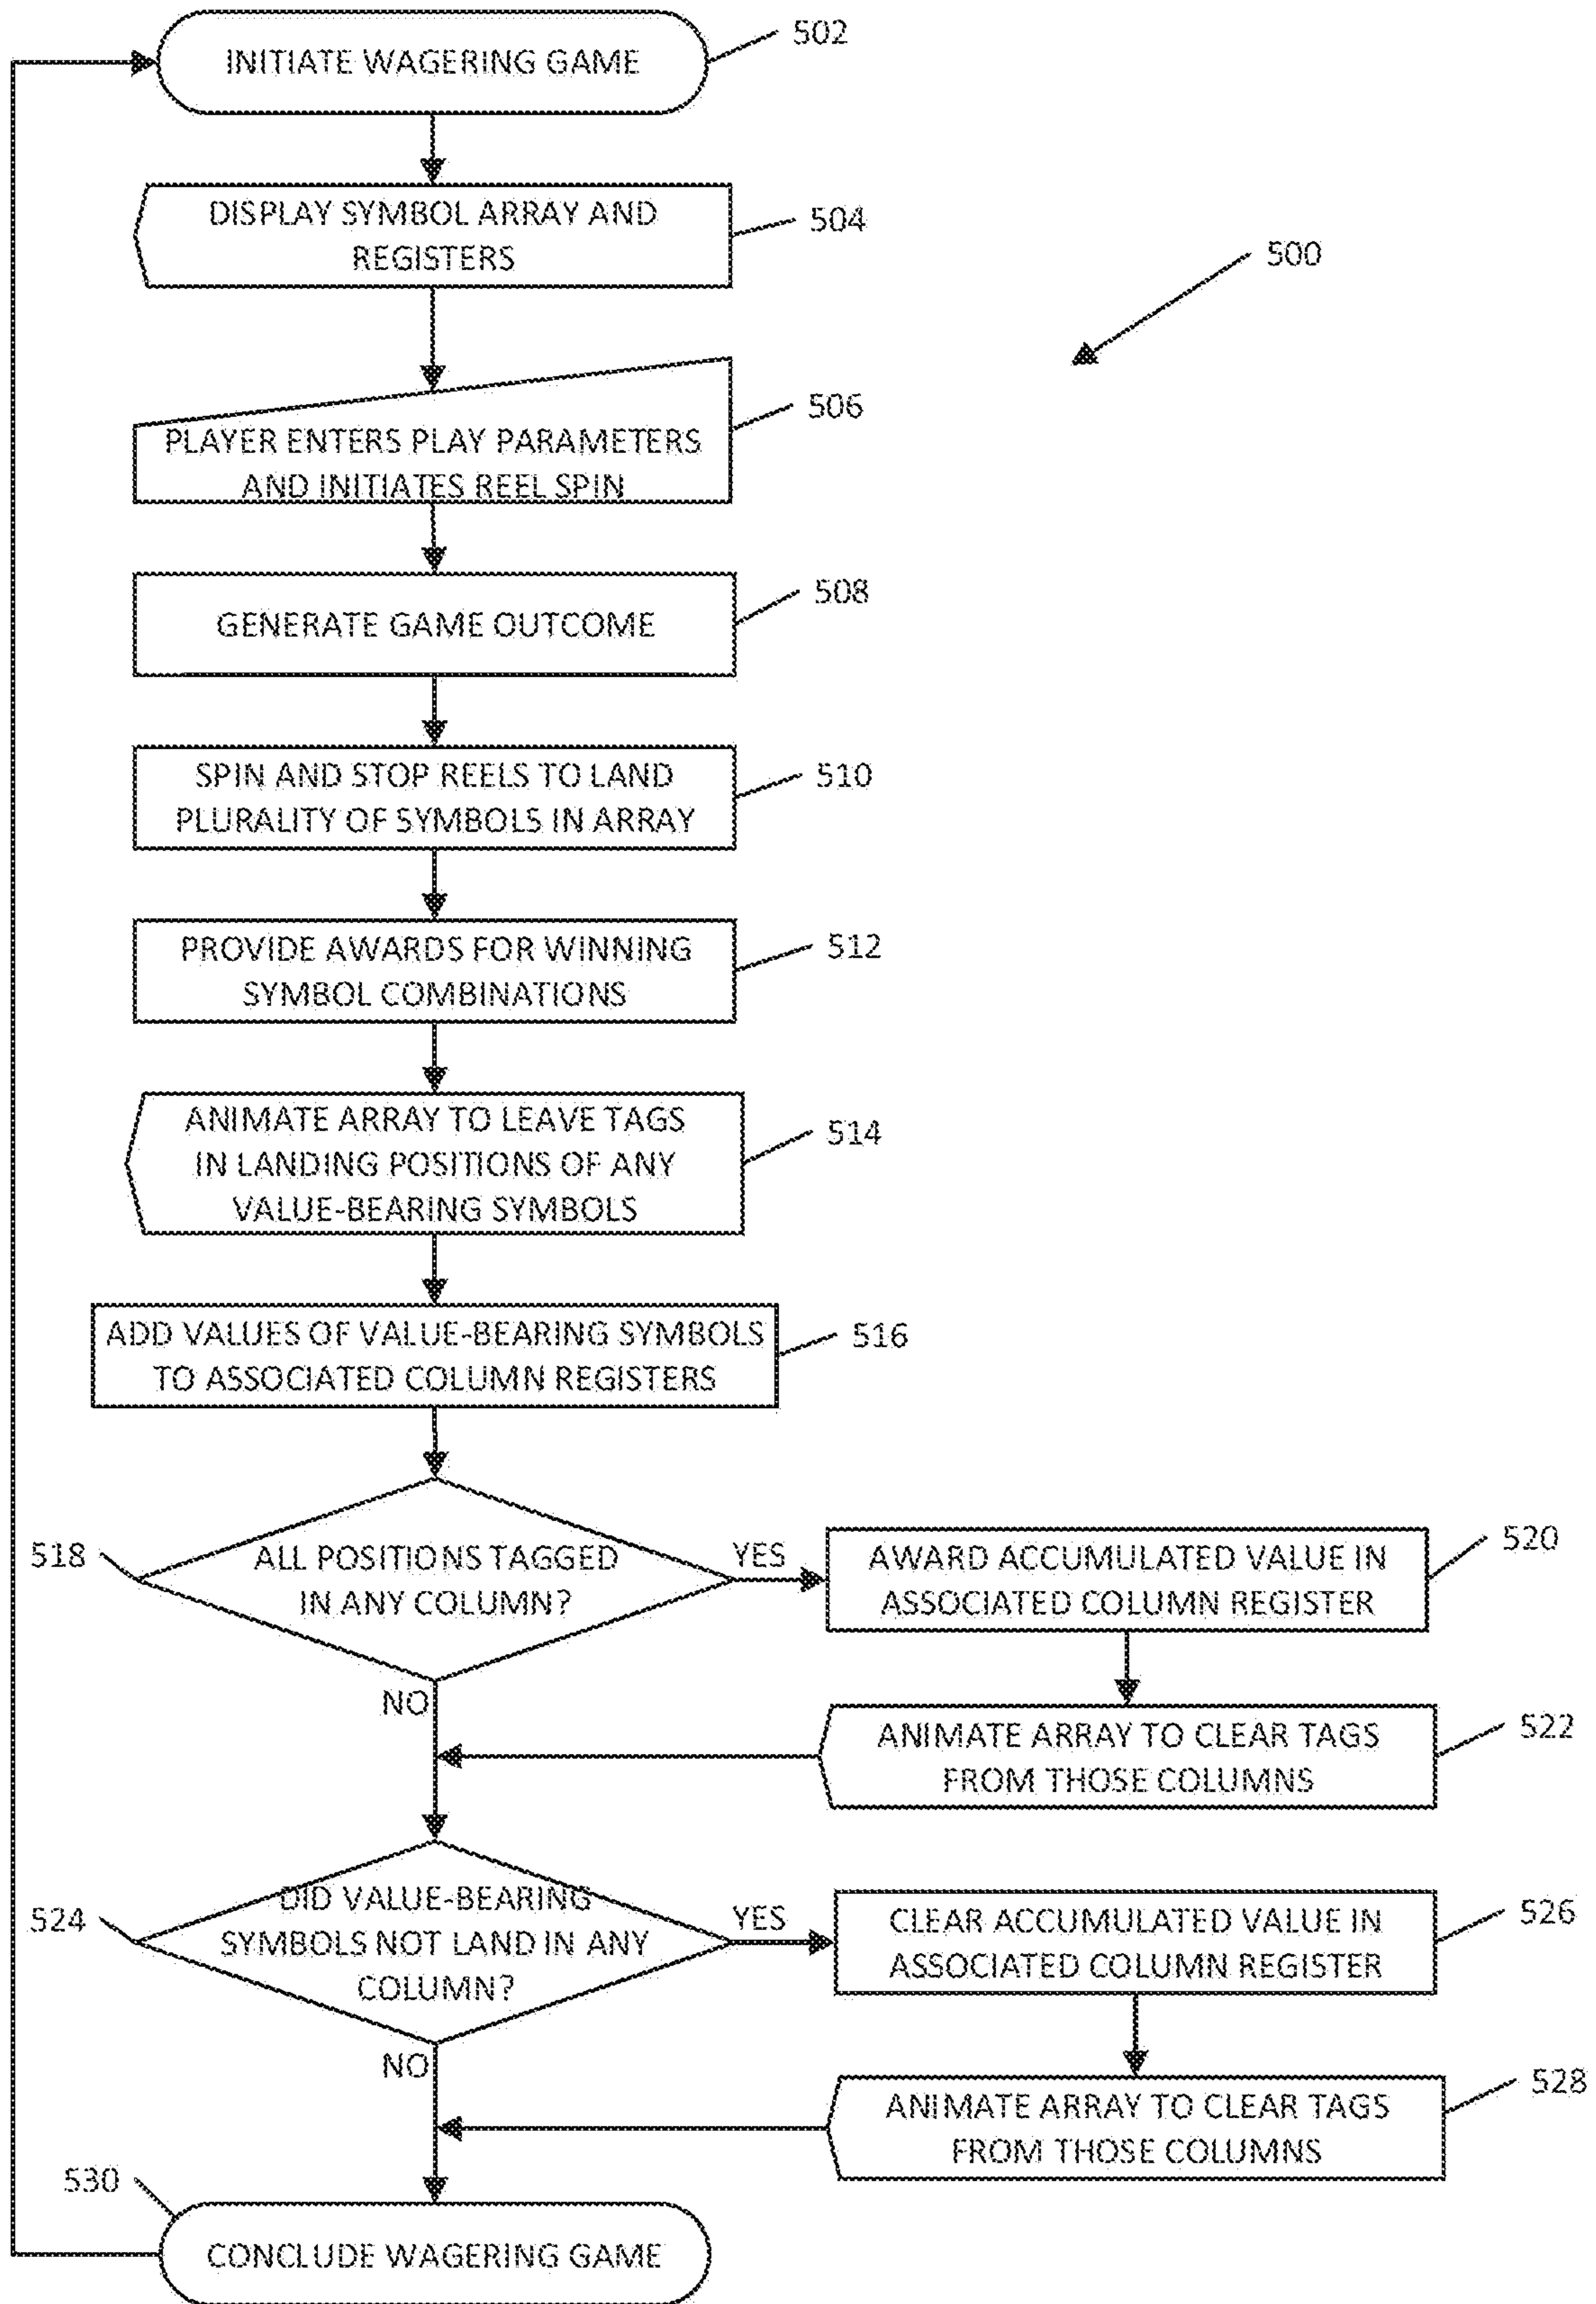 INITIATE WAGERING GAME
502
DISPLAY SYMBOL ARRAY AND
REGISTERS
504
500
PLAYER ENTERS PLAY PARAMETERS
AND INITIATES REEL SPIN
506
GENERATE GAME OUTCOME
508
SPIN AND STOP REELS TO LAND
PLURALITY OF SYMBOLS IN ARRAY
510
PROVIDE AWARDS FOR WINNING
SYMBOL COMBINATIONS
512
ANIMATE ARRAY TO LEAVE TAGS
IN LANDING POSITIONS OF ANY
VALUE-BEARING SYMBOLS
514
ADD VALUES OF VALUE-BEARING SYMBOLS
TO ASSOCIATED COLUMN REGISTERS
516
518
ALL POSITIONS TAGGED
IN ANY COLUMN?
YES
NO
AWARD ACCUMULATED VALUE IN
ASSOCIATED COLUMN REGISTER
520
ANIMATE ARRAY TO CLEAR TAGS
FROM THOSE COLUMNS
522
524
DID VALUE-BEARING
SYMBOLS NOT LAND IN ANY
COLUMN?
YES
NO
CLEAR ACCUMULATED VALUE IN
ASSOCIATED COLUMN REGISTER
526
ANIMATE ARRAY TO CLEAR TAGS
FROM THOSE COLUMNS
528
530
CONCLUDE WAGERING GAME